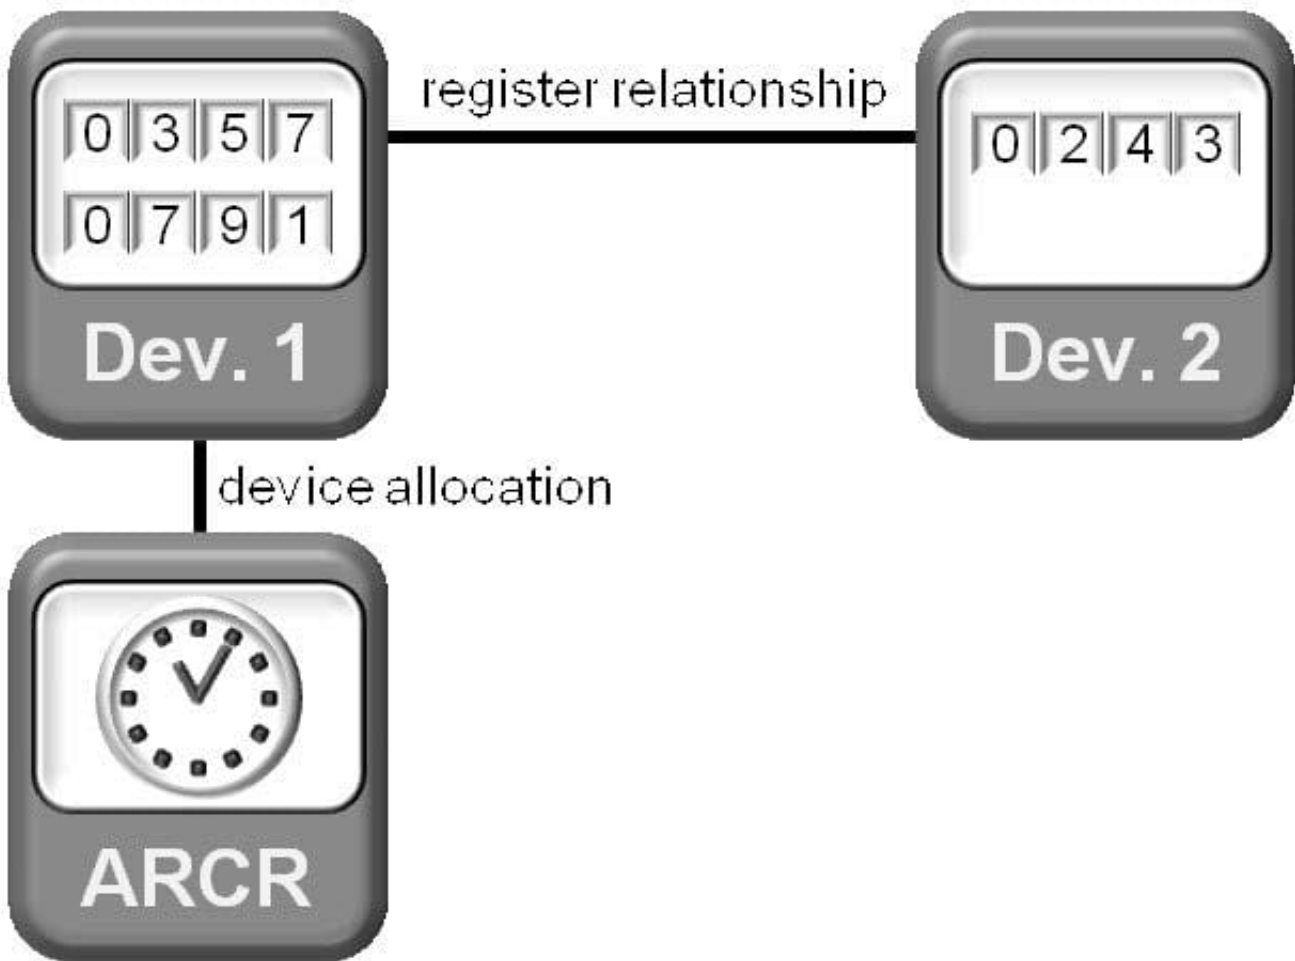 register relationship
0 3 5 7
0 7 9 1
Dev. 1
0 2 4 3
Dev. 2
device allocation
ARCR